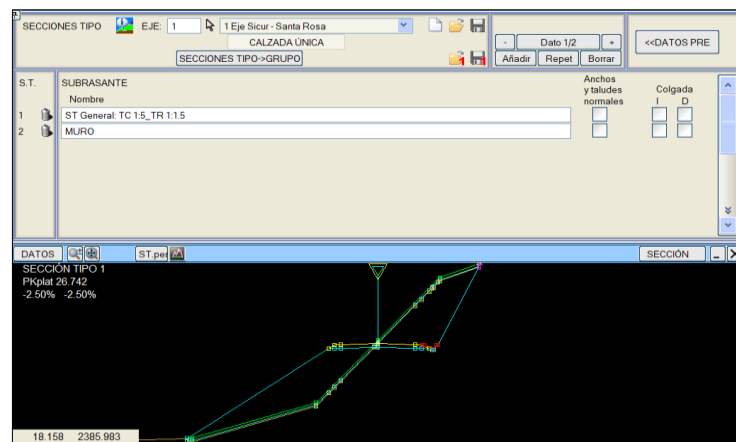 SECCIONES TIPO EJE: 1 1 Eje Sicur - Santa Rosa
CALZADA ÚNICA
SECCIONES TIPO->GRUPO
- Dato 1/2 +
Añadir Repet Borrar
<<DATOS PRE
S.T. SUBRASANTE
Nombre
Anchos
y taludes
normales
Colgada
I D
1 ST General: TC 1:5_TR 1:1.5
2 MURO
DATOS ST.per SECCIÓN
SECCIÓN TIPO 1
PKplat 26.742
-2.50% -2.50%
18.158 2385.983